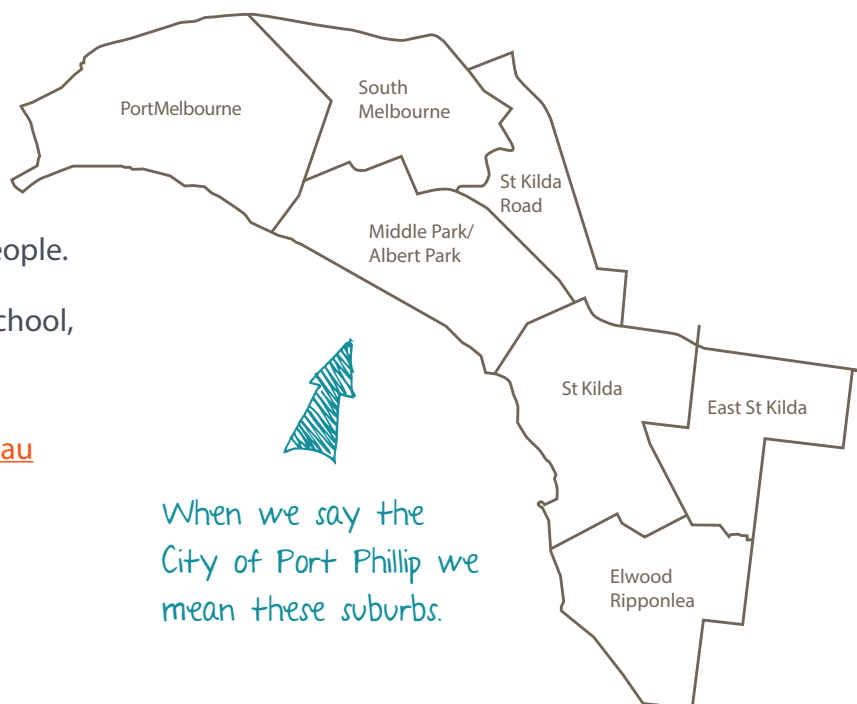 PortMelbourne
South
Melbourne
St Kilda
Road
Middle Park/
Albert Park
St Kilda
East St Kilda
Elwood
Ripponlea
eople.
chool,
au
When we say the
City of Port Phillip we
mean these suburbs.